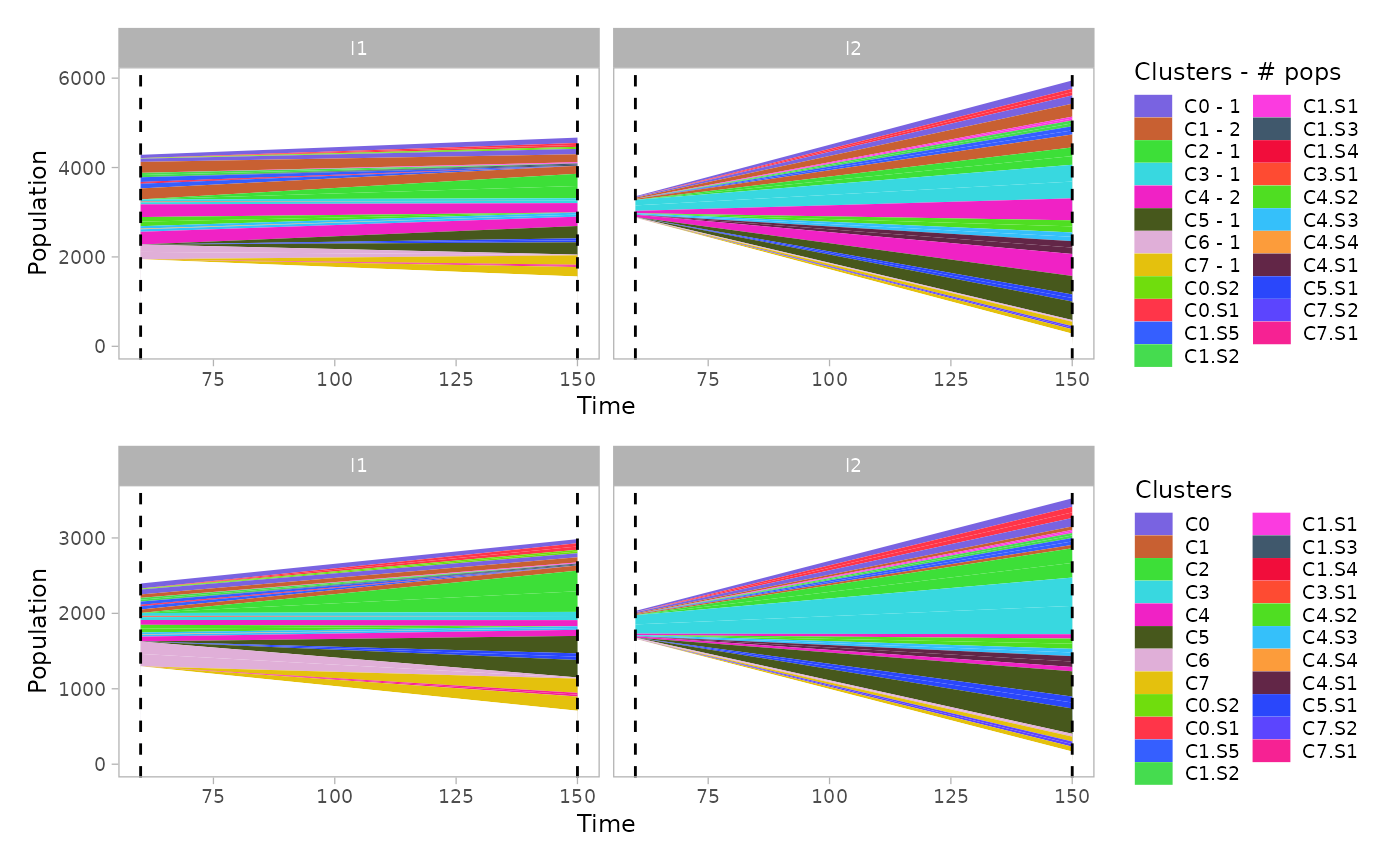 I1
I2
6000
4000
2000
0
Population
75
100
125
150
75
100
125
150
Time
Clusters - # pops
C0 - 1
C1 - 2
C2 - 1
C3 - 1
C4 - 2
C5 - 1
C6 - 1
C7 - 1
C0.S2
C0.S1
C1.S5
C1.S2
C1.S1
C1.S3
C1.S4
C3.S1
C4.S2
C4.S3
C4.S4
C4.S1
C5.S1
C7.S2
C7.S1
I1
I2
3000
2000
1000
0
Population
75
100
125
150
75
100
125
150
Time
Clusters
C0
C1
C2
C3
C4
C5
C6
C7
C0.S2
C0.S1
C1.S5
C1.S2
C1.S1
C1.S3
C1.S4
C3.S1
C4.S2
C4.S3
C4.S4
C4.S1
C5.S1
C7.S2
C7.S1